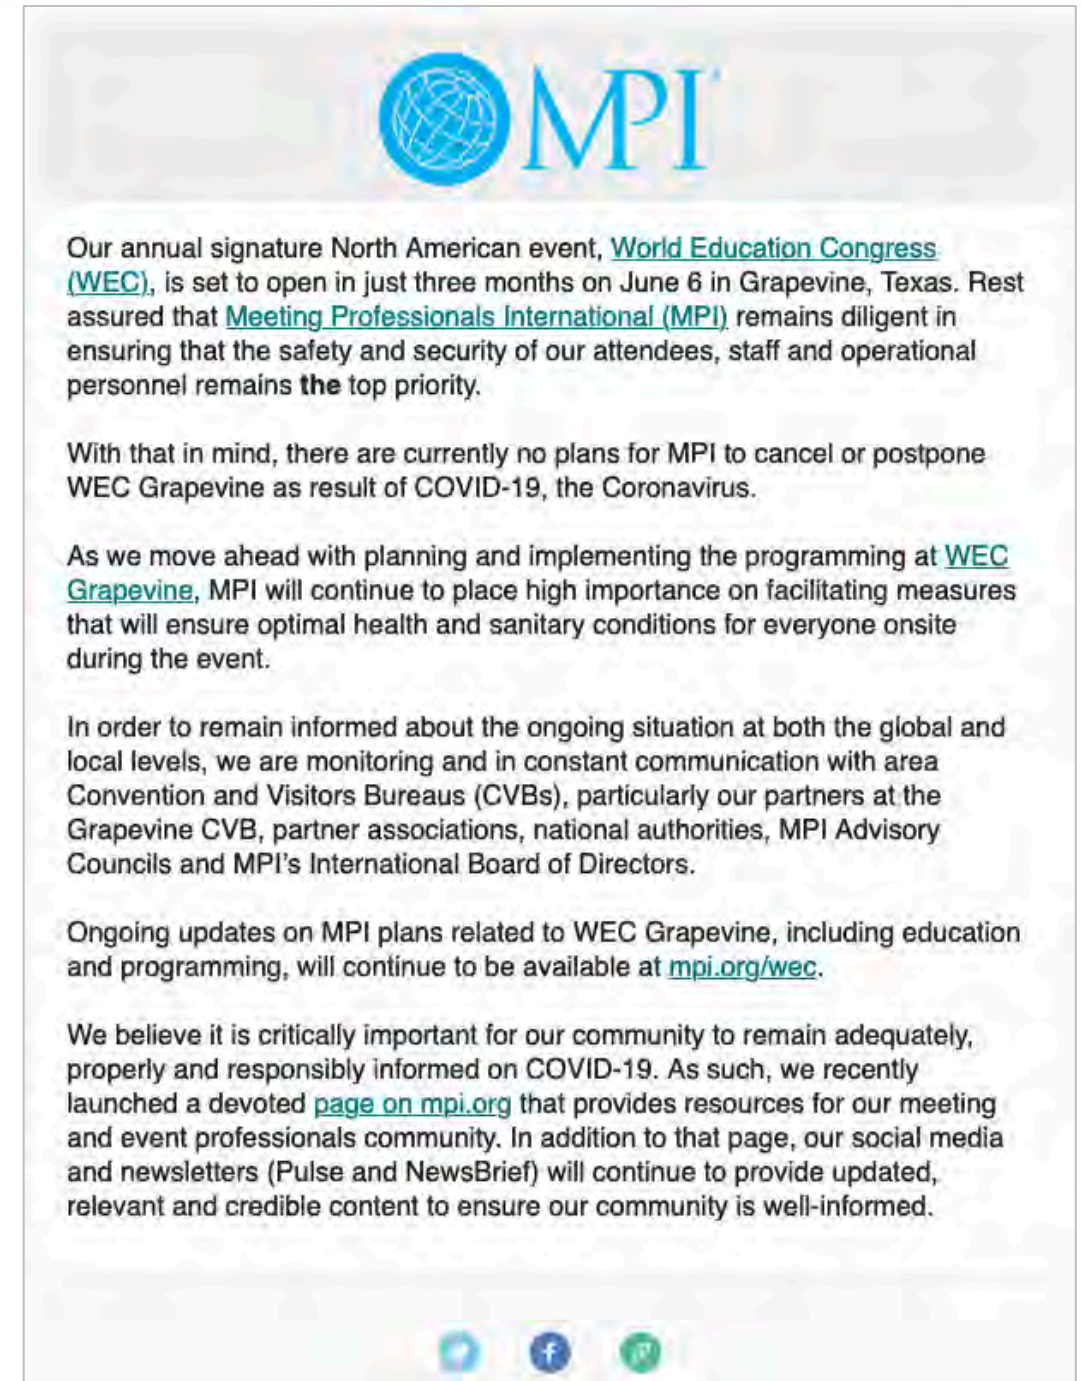 MPI
Our annual signature North American event, World Education Congress
(WEC), is set to open in just three months on June 6 in Grapevine, Texas. Rest
assured that Meeting Professionals International (MPI) remains diligent in
ensuring that the safety and security of our attendees, staff and operational
personnel remains the top priority.
With that in mind, there are currently no plans for MPI to cancel or postpone
WEC Grapevine as result of COVID-19, the Coronavirus.
As we move ahead with planning and implementing the programming at WEC
Grapevine, MPI will continue to place high importance on facilitating measures
that will ensure optimal health and sanitary conditions for everyone onsite
during the event.
In order to remain informed about the ongoing situation at both the global and
local levels, we are monitoring and in constant communication with area
Convention and Visitors Bureaus (CVBs), particularly our partners at the
Grapevine CVB, partner associations, national authorities, MPI Advisory
Councils and MPI's International Board of Directors.
Ongoing updates on MPI plans related to WEC Grapevine, including education
and programming, will continue to be available at mpi.org/wec.
We believe it is critically important for our community to remain adequately,
properly and responsibly informed on COVID-19. As such, we recently
launched a devoted page on mpi.org that provides resources for our meeting
and event professionals community. In addition to that page, our social media
and newsletters (Pulse and NewsBrief) will continue to provide updated,
relevant and credible content to ensure our community is well-informed.